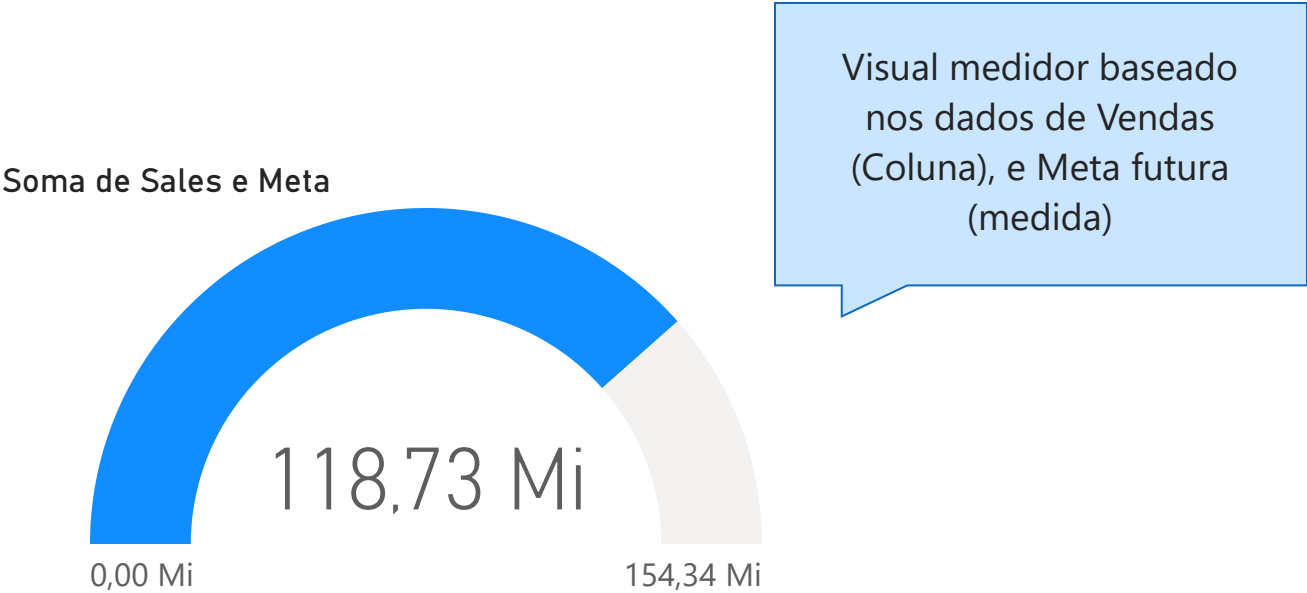 Visual medidor baseado
nos dados de Vendas
(Coluna), e Meta futura
(medida)
Soma de Sales e Meta
118,73 Mi
0,00 Mi
154,34 Mi